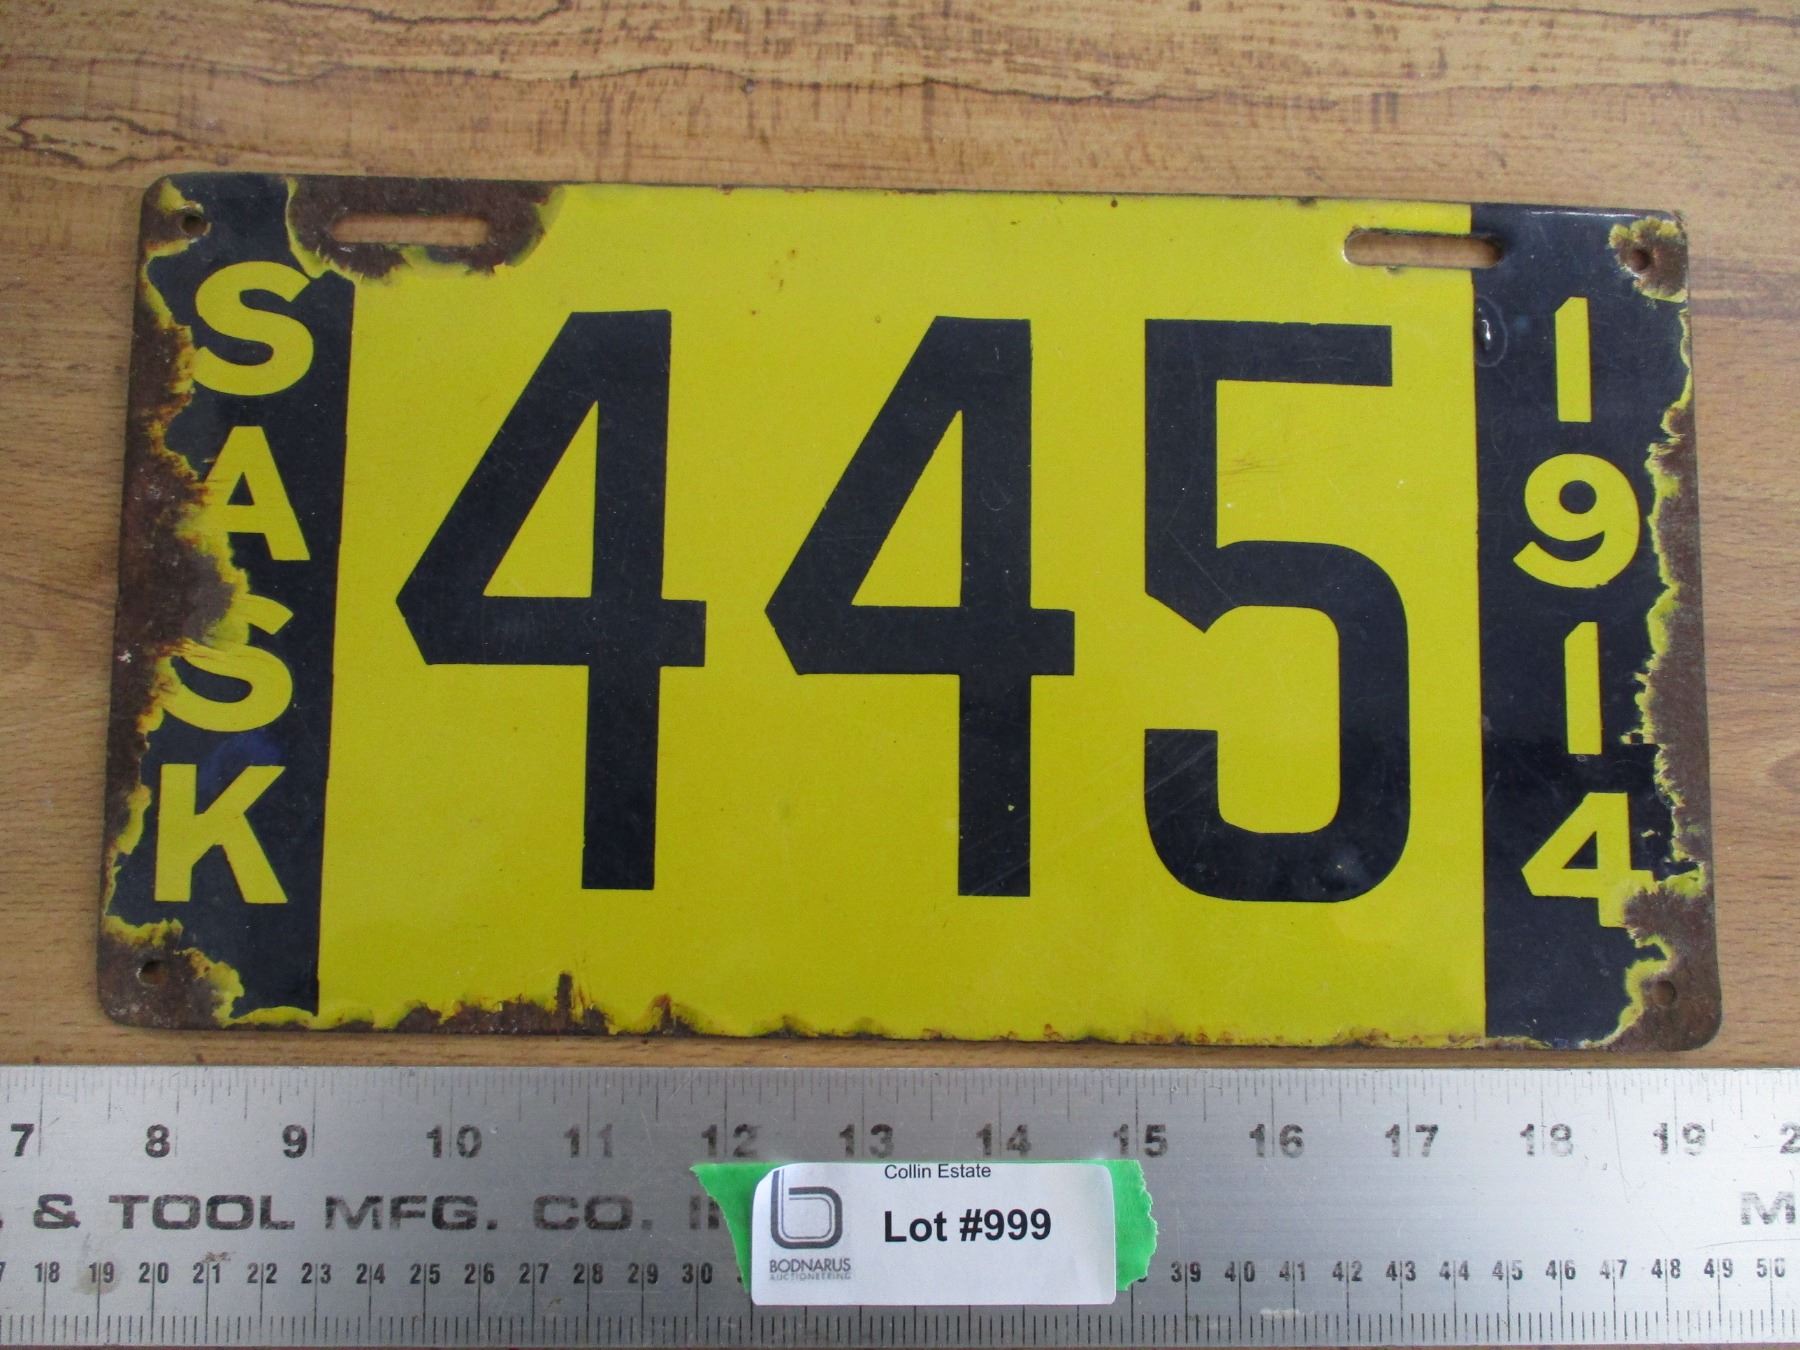 SASK
445
1914
7 8 9 10 11 12 13 14 15 16 17 18 19
& TOOL MFG. CO.
18 19 20 21 22 23 24 25 26 27 28 29 30 39 40 41 42 43 44 45 46 47 48 49 50
Collin Estate
Lot #999
BODNARUS
AUCTIONEERING